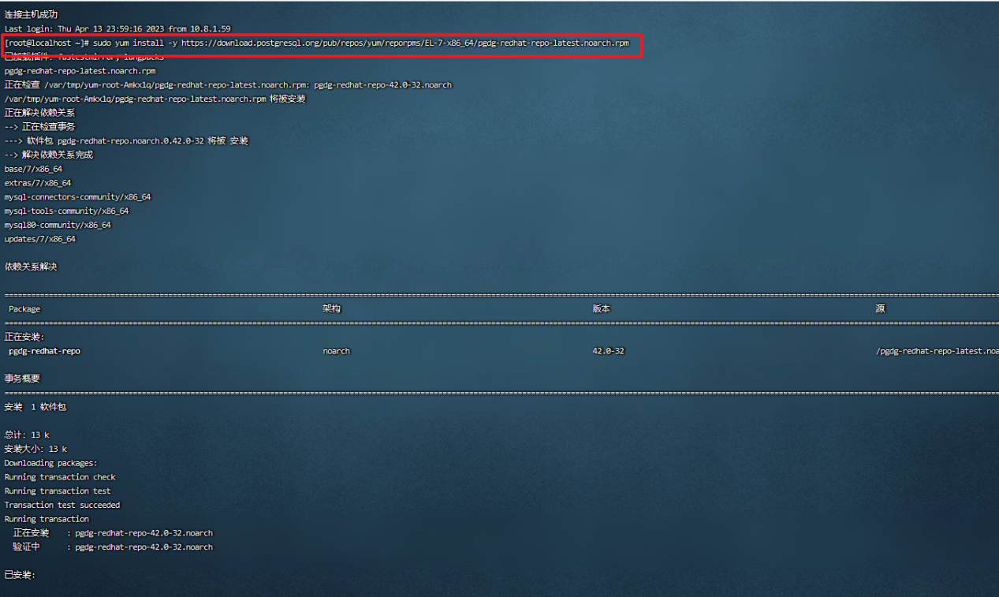 连接主机成功
Last login: Thu Apr 13 23:59:16 2023 from 10.8.1.59
[root@localhost ~]# sudo yum install -y https://download.postgresql.org/pub/repos/yum/reporpms/EL-7-x86_64/pgdg-redhat-repo-latest.noarch.rpm
已加载插件: fastestmirror, langpacks
pgdg-redhat-repo-latest.noarch.rpm
正在检查 /var/tmp/yum-root-Amkx1q/pgdg-redhat-repo-latest.noarch.rpm: pgdg-redhat-repo-42.0-32.noarch
/var/tmp/yum-root-Amkx1q/pgdg-redhat-repo-latest.noarch.rpm 将被安装
正在解决依赖关系
--> 正在检查事务
---> 软件包 pgdg-redhat-repo.noarch.0.42.0-32 将被 安装
--> 解决依赖关系完成
base/7/x86_64
extras/7/x86_64
mysql-connectors-community/x86_64
mysql-tools-community/x86_64
mysql80-community/x86_64
updates/7/x86_64
依赖关系解决
Package 架构 版本 源
正在安装:
pgdg-redhat-repo noarch 42.0-32 /pgdg-redhat-repo-latest.noa
事务概要
安装 1 软件包
总计: 13 k
安装大小: 13 k
Downloading packages:
Running transaction check
Running transaction test
Transaction test succeeded
Running transaction
正在安装 : pgdg-redhat-repo-42.0-32.noarch
验证中 : pgdg-redhat-repo-42.0-32.noarch
已安装: